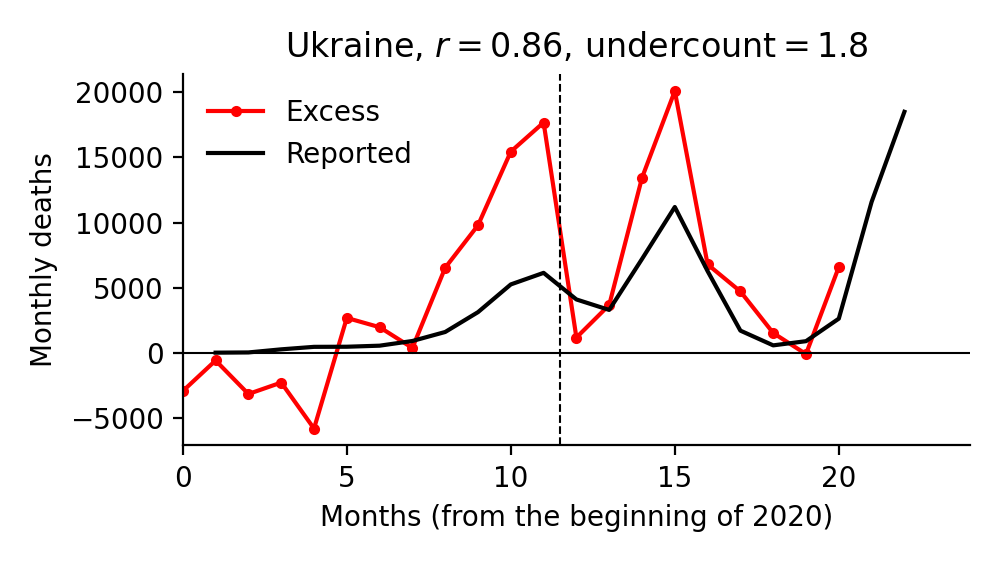 Ukraine, r = 0.86, undercount = 1.8
Excess
Reported
Monthly deaths
20000
15000
10000
5000
0
−5000
0 5 10 15 20
Months (from the beginning of 2020)